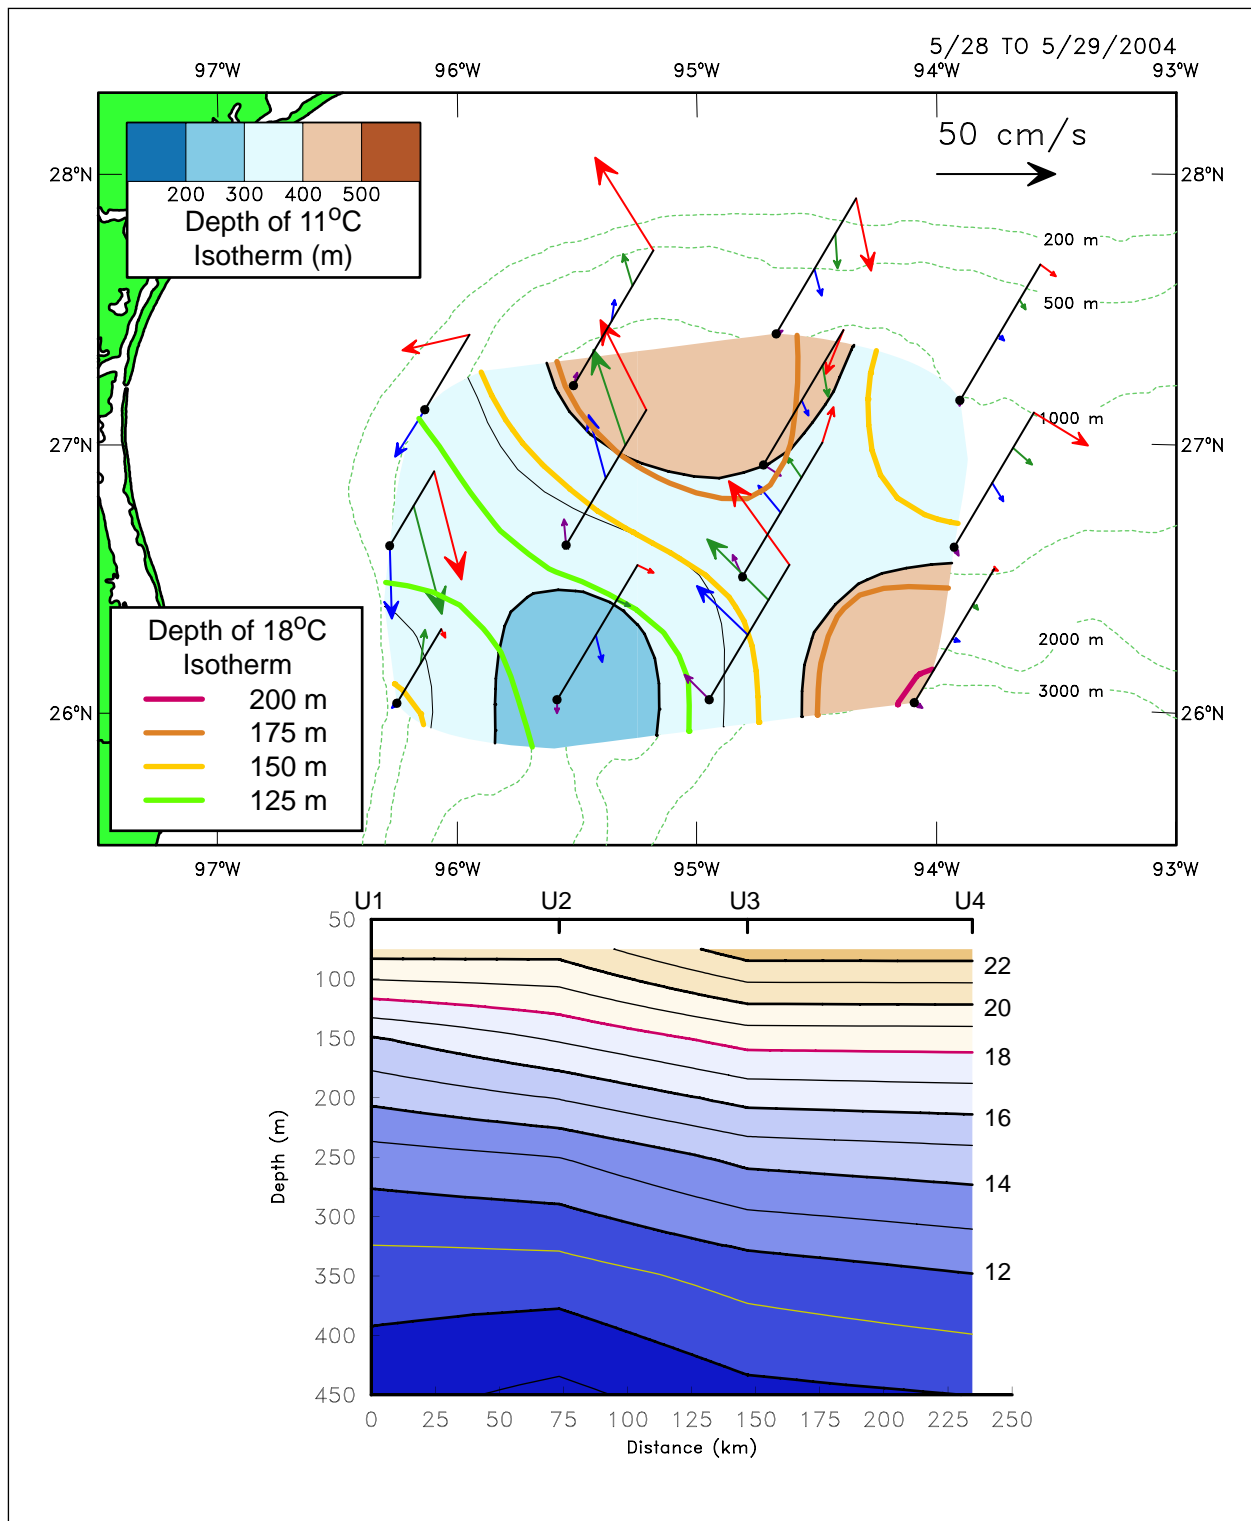 5/28 TO 5/29/2004
97°W 96°W 95°W 94°W 93°W
50 cm/s
28°N 28°N
200 300 400 500
Depth of 11°C
Isotherm (m)
200 m
500 m
1000 m
27°N 27°N
2000 m
3000 m
26°N 26°N
Depth of 18°C
Isotherm
200 m
175 m
150 m
125 m
97°W 96°W 95°W 94°W 93°W
U1 U2 U3 U4
50
100
150
200
250
300
350
400
450
Depth (m)
22
20
18
16
14
12
0 25 50 75 100 125 150 175 200 225 250
Distance (km)